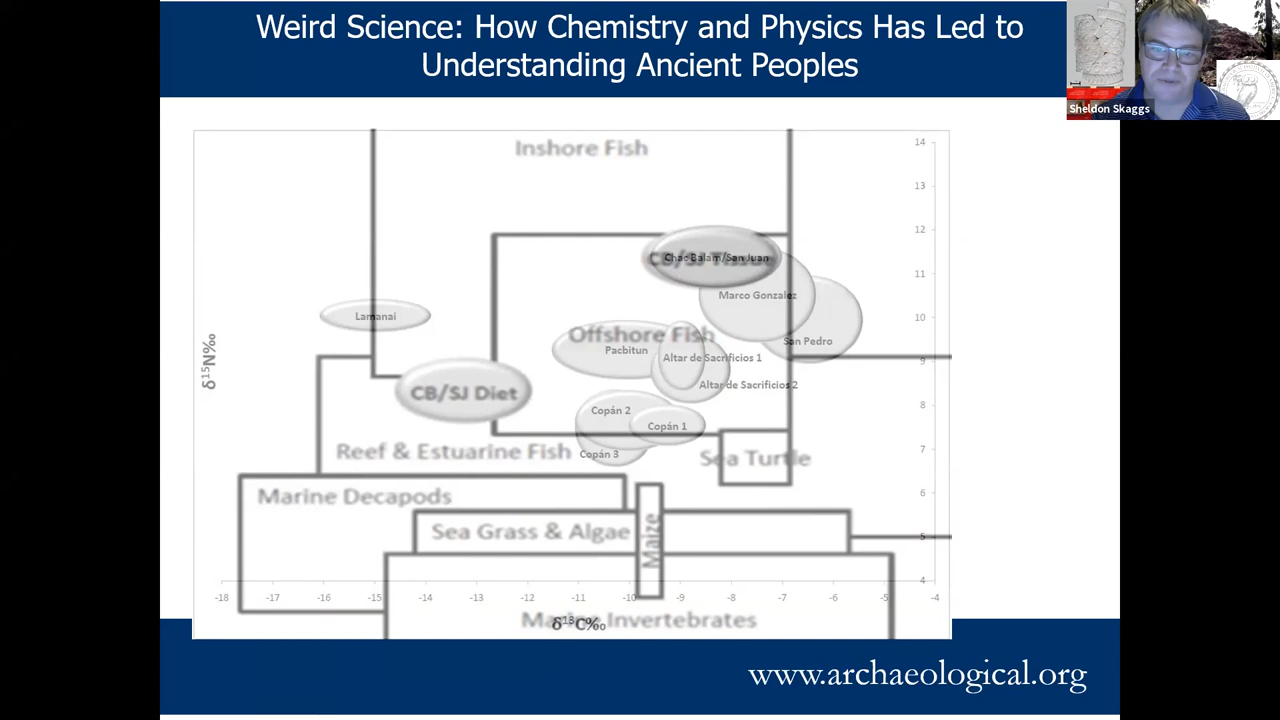 Weird Science: How Chemistry and Physics Has Led to
Understanding Ancient Peoples
Sheldon Skaggs
Inshore Fish
14
13
12
Chac Balam/San Juan
CB/SJ Tissue
11
Marco Gonzalez
10
Lamanai
Offshore Fish
San Pedro
Pacbitun
Altar de Sacrificios 1
9
δ15N‰
Altar de Sacrificios 2
CB/SJ Diet
8
Copán 2
Copán 1
Reef & Estuarine Fish
Copán 3
Sea Turtle
7
Marine Decapods
6
Sea Grass & Algae
Maize
5
4
-18 -17 -16 -15 -14 -13 -12 -11 -10 -9 -8 -7 -6 -5 -4
Marine Invertebrates
δ13C‰
www.archaeological.org